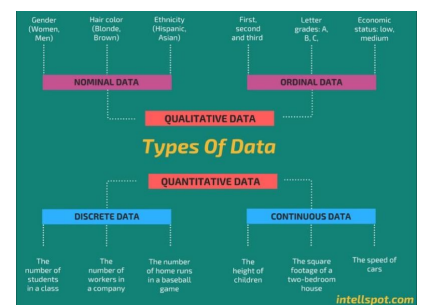 Gender
(Women,
Men)
Hair color
(Blonde,
Brown)
Ethnicity
(Hispanic,
Asian)
First,
second
and third
Letter
grades: A,
B, C,
Economic
status: low,
medium
NOMINAL DATA
ORDINAL DATA
QUALITATIVE DATA
Types Of Data
QUANTITATIVE DATA
DISCRETE DATA
CONTINUOUS DATA
The
number of
students
in a class
The
number of
workers in
a company
The number
of home runs
in a baseball
game
The
height of
children
The square
footage of a
two-bedroom
house
The speed of
cars
intellspot.com